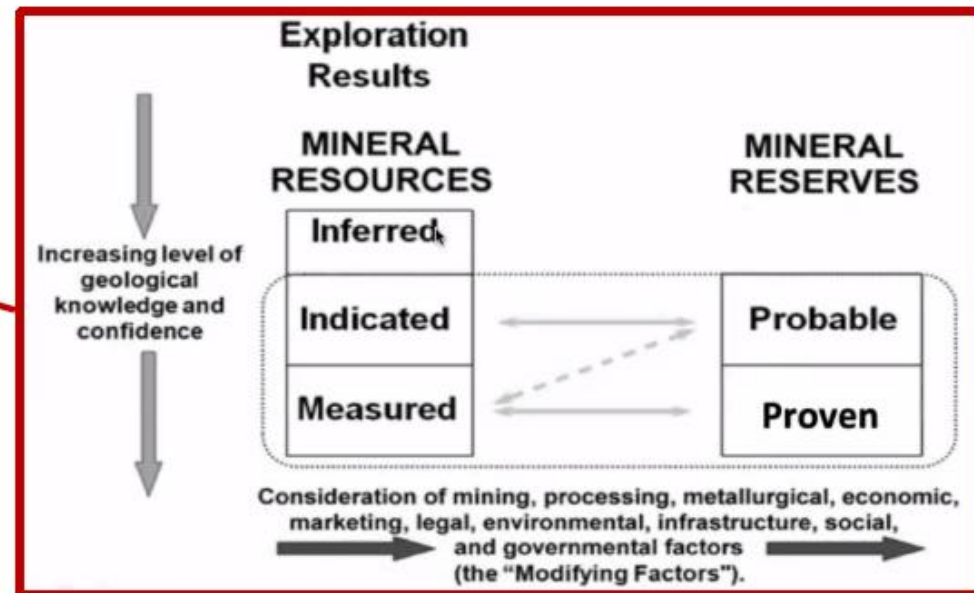 Exploration
Results
MINERAL
RESOURCES
MINERAL
RESERVES
Inferred
Increasing level of
geological
knowledge and
confidence
Indicated
Probable
Measured
Proven
Consideration of mining, processing, metallurgical, economic,
marketing, legal, environmental, infrastructure, social,
and governmental factors
(the “Modifying Factors").